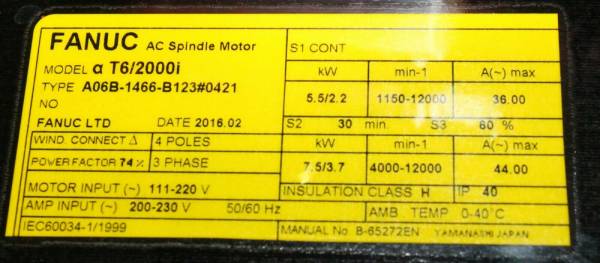 FANUC AC Spindle Motor
MODEL α T6/2000i
TYPE A06B-1466-B123#0421
NO
FANUC LTD DATE 2016.02
WIND. CONNECT Δ 4 POLES
POWER FACTOR 74 % 3 PHASE
MOTOR INPUT (~) 111-220 V
AMP INPUT (~) 200-230 V 50/60 Hz
IEC60034-1/1999
S1 CONT
kW min-1 A(~) max
5.5/2.2 1150-12000 36.00
S2 30 min. S3 60 %
kW min-1 A(~) max
7.5/3.7 4000-12000 44.00
INSULATION CLASS H IP 40
AMB TEMP 0-40°C
MANUAL No B-65272EN YAMANASHI JAPAN